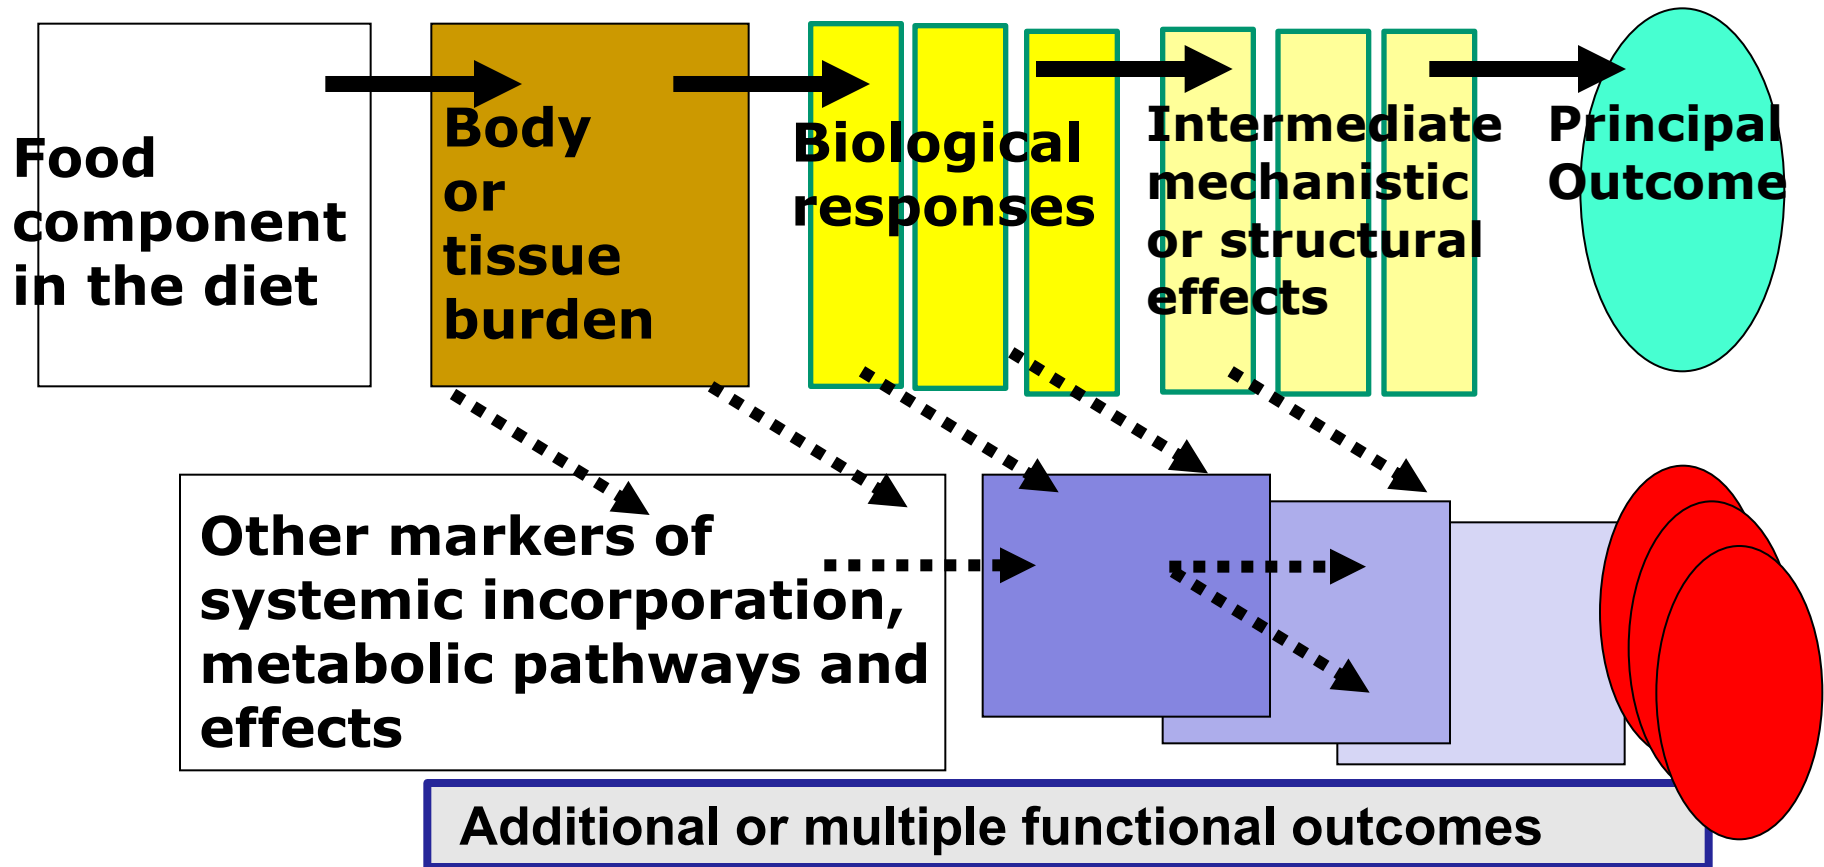 Food
component
in the diet
Body
or
tissue
burden
Biological
responses
Intermediate
mechanistic
or structural
effects
Principal
Outcome
Other markers of
systemic incorporation,
metabolic pathways and
effects
Additional or multiple functional outcomes